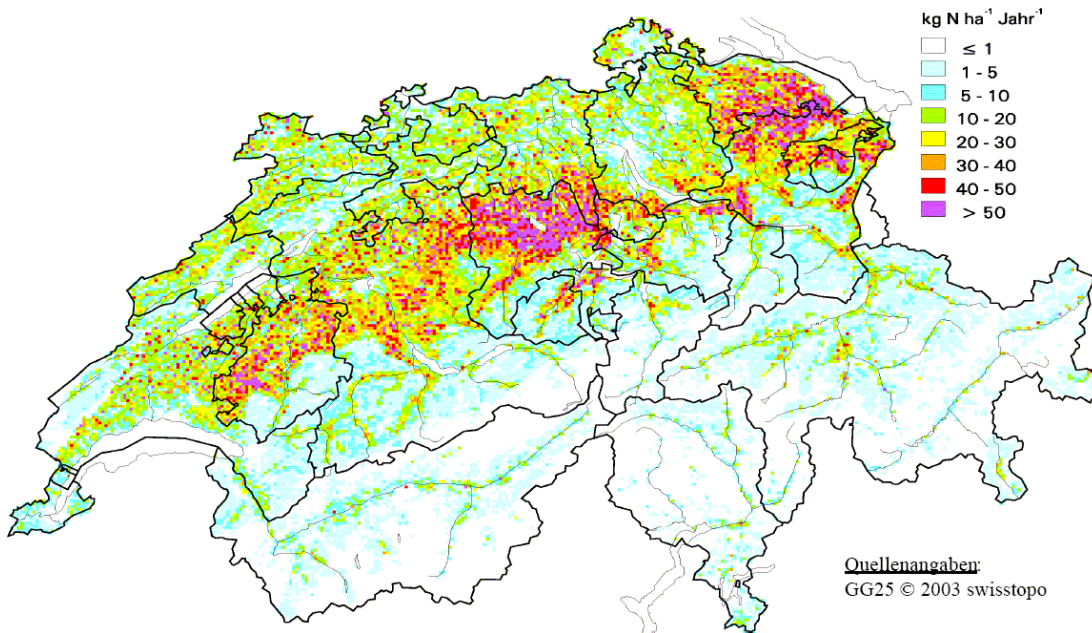 kg N ha⁻¹ Jahr⁻¹
≤ 1
1 - 5
5 - 10
10 - 20
20 - 30
30 - 40
40 - 50
> 50
Quellenangaben:
GG25 © 2003 swisstopo